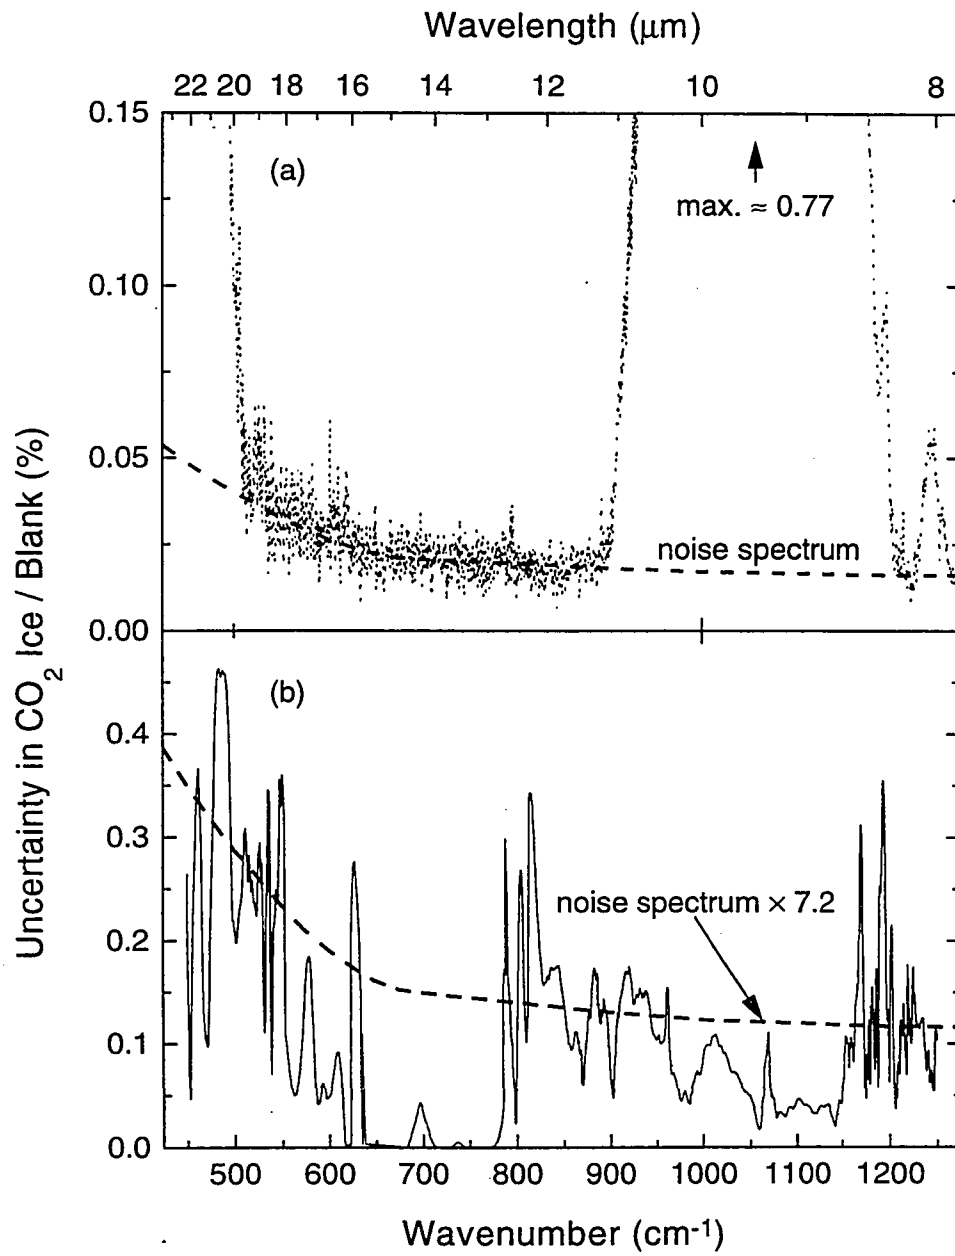 Wavelength (μm)
22 20 18 16 14 12 10 8
0.15
(a)
max. ≈ 0.77
0.10
0.05
noise spectrum
0.00
Uncertainty in CO₂ Ice / Blank (%)
(b)
0.4
0.3
noise spectrum × 7.2
0.2
0.1
0.0
500 600 700 800 900 1000 1100 1200
Wavenumber (cm⁻¹)